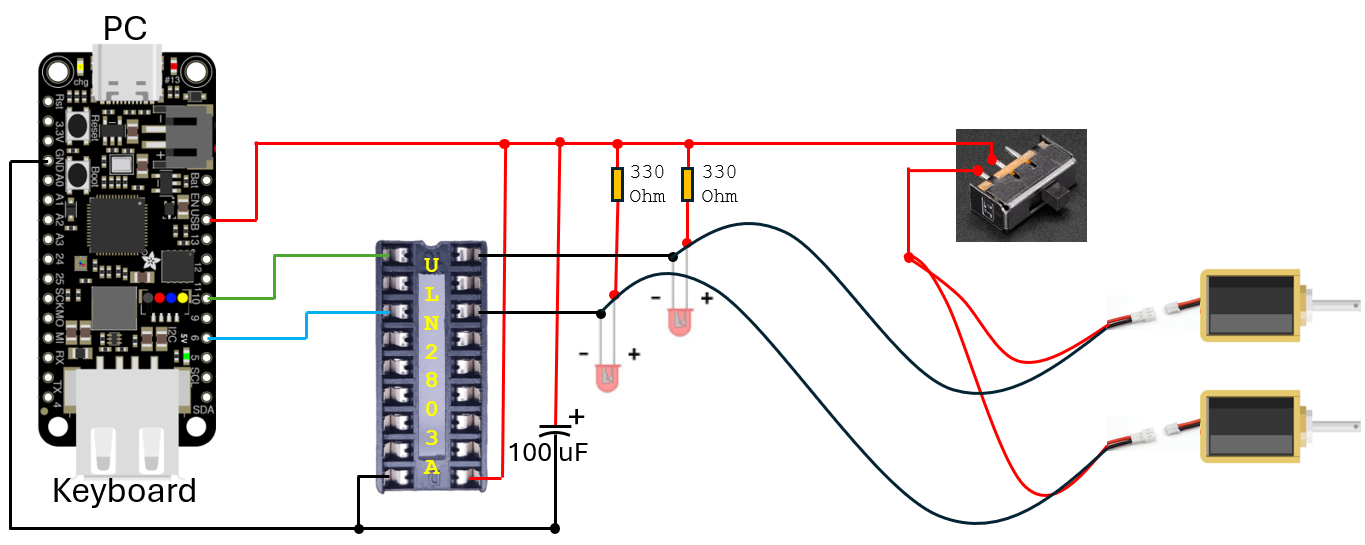 PC
chg
#13
Rst
3.3V
Reset
GND
Boot
A0
Bat
A1
EN
A2
USB
A3
13
24
12
25
11
SCK
10
MO
9
MI
I2C
5V
6
RX
5
TX
SCL
4
SDA
Keyboard
U
L
N
2
8
0
3
A
330
Ohm
330
Ohm
- +
- +
+
100 uF